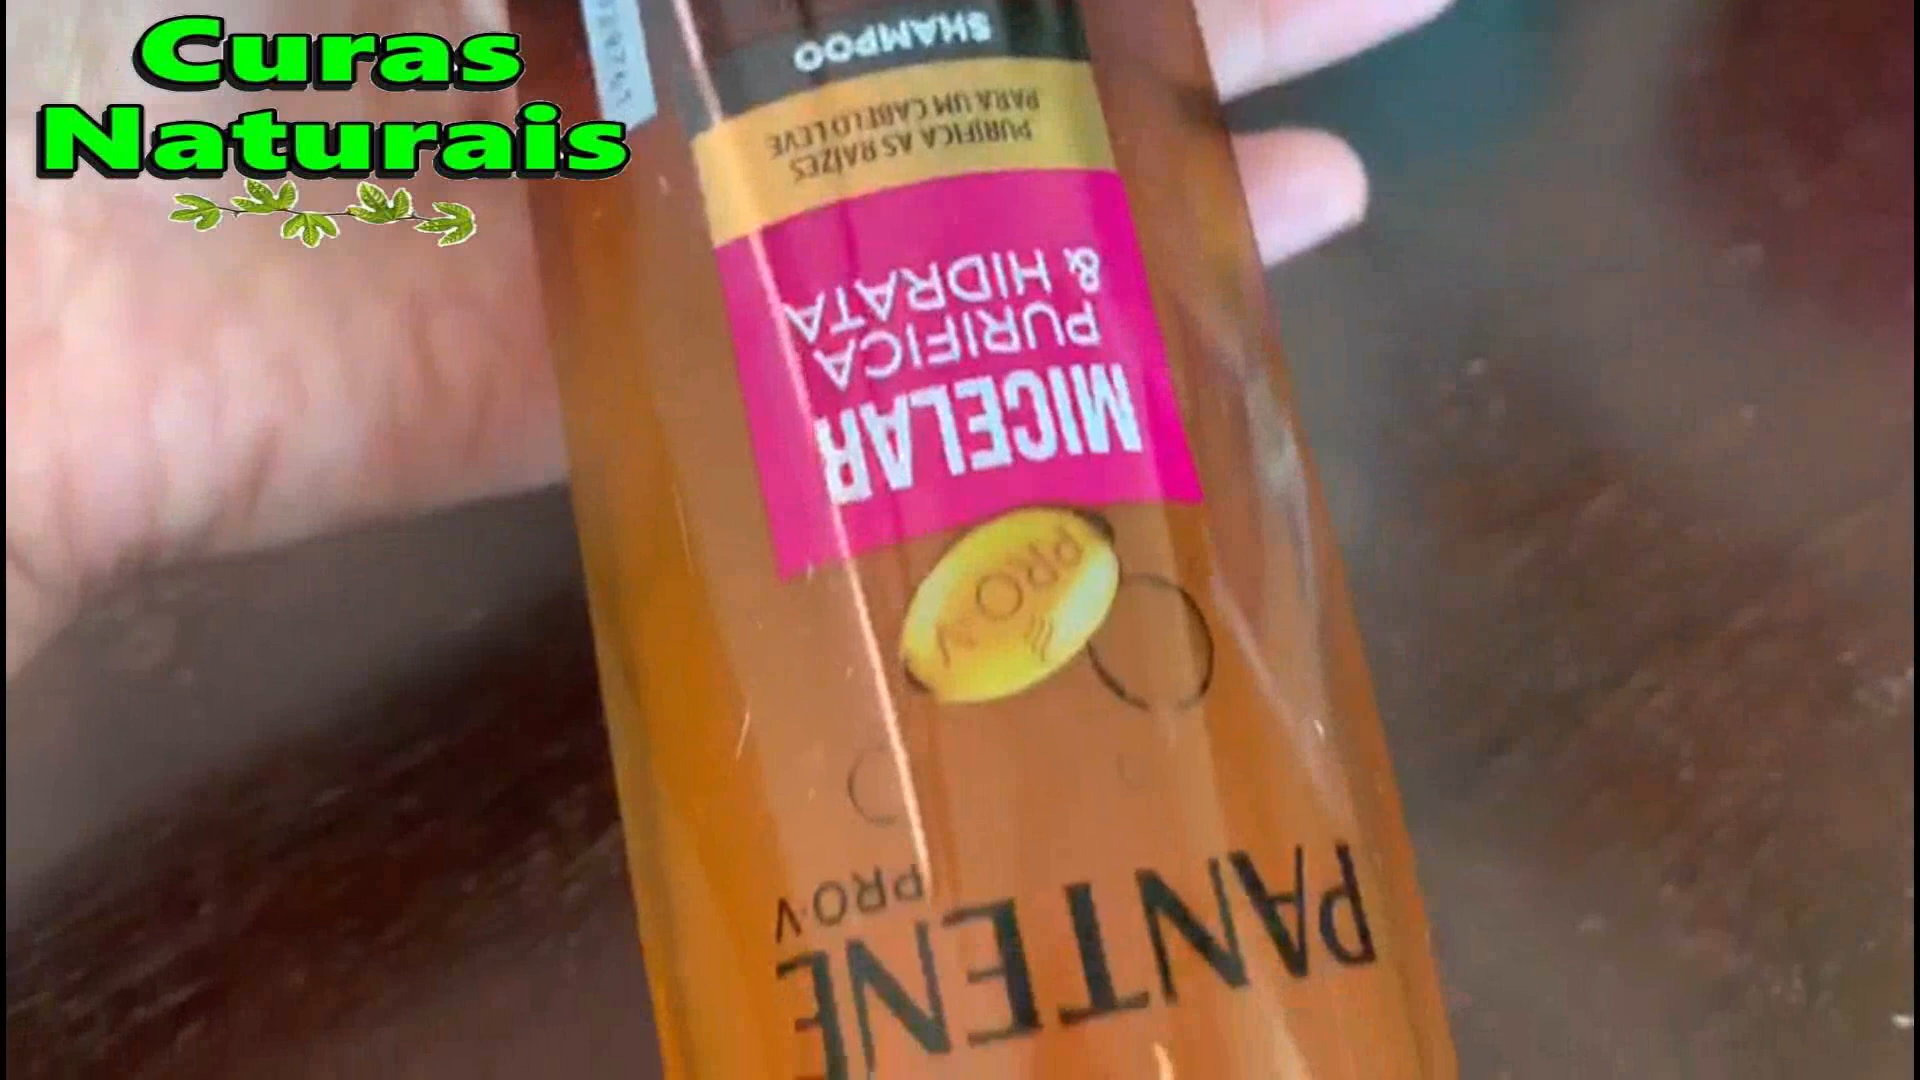 Curas
Naturais
PANTENE
PRO-V
PRO-V
MICELAR
PURIFICA
& HIDRATA
PURIFICA AS RAÍZES
PARA UM CABELO LEVE
SHAMPOO